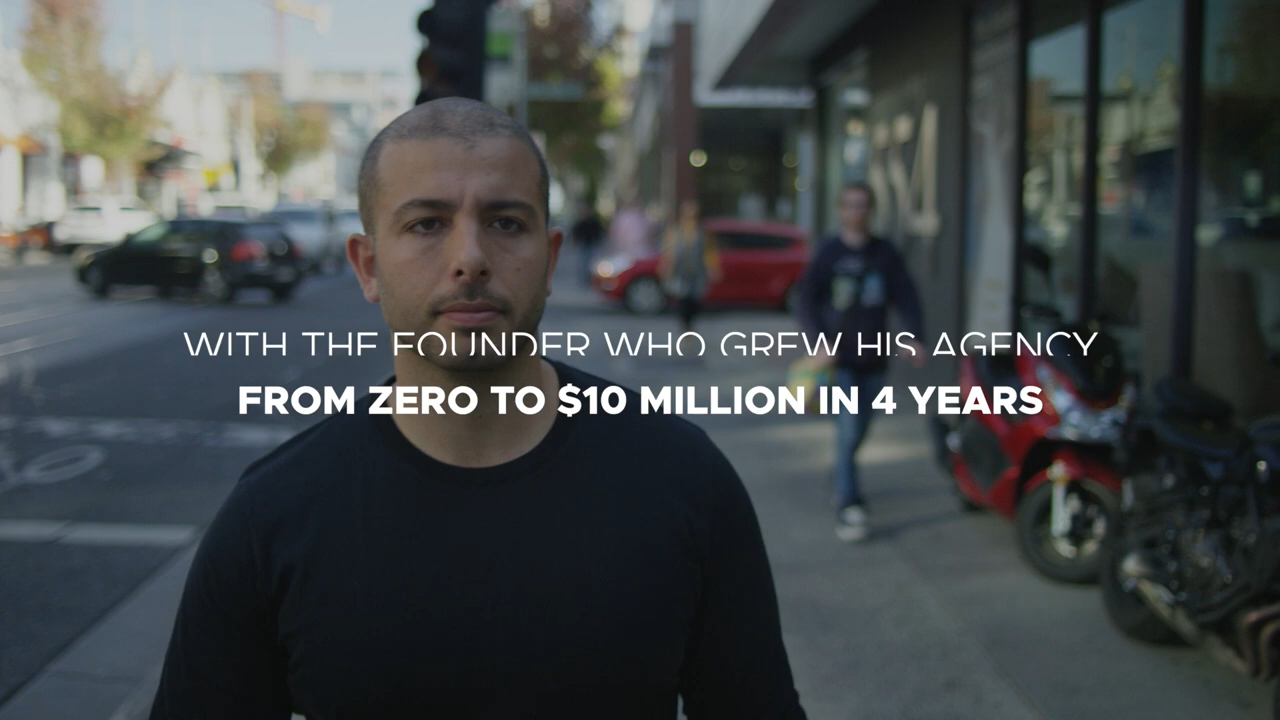 WITH THE FOUNDER WHO GREW HIS AGENCY
FROM ZERO TO $10 MILLION IN 4 YEARS